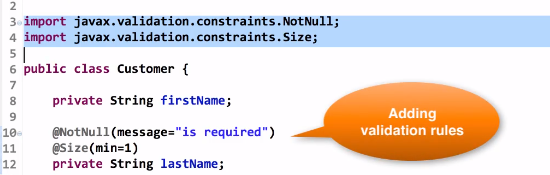 2
3 import javax.validation.constraints.NotNull;
4 import javax.validation.constraints.Size;
5
6 public class Customer {
7
8 private String firstName;
9
10 @NotNull(message="is required")
11 @Size(min=1)
12 private String lastName;
Adding
validation rules